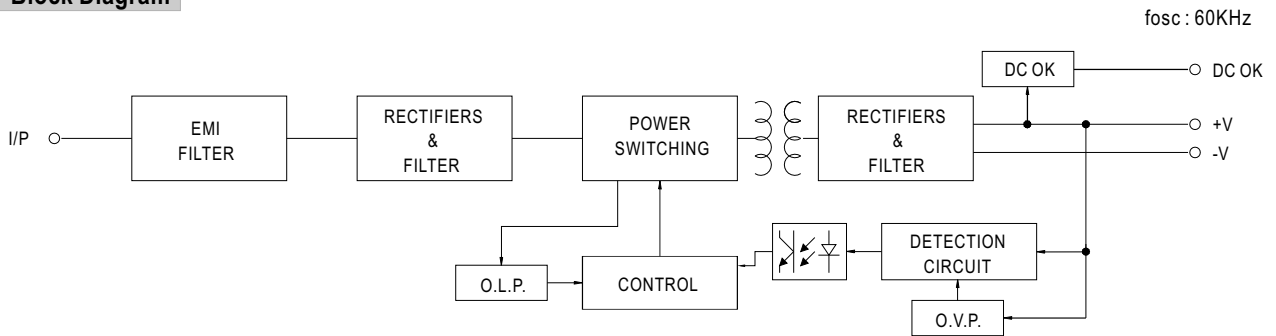 Block Diagram
fosc : 60KHz
DC OK
DC OK
I/P
EMI
FILTER
RECTIFIERS
&
FILTER
POWER
SWITCHING
RECTIFIERS
&
FILTER
+V
-V
O.L.P.
CONTROL
DETECTION
CIRCUIT
O.V.P.